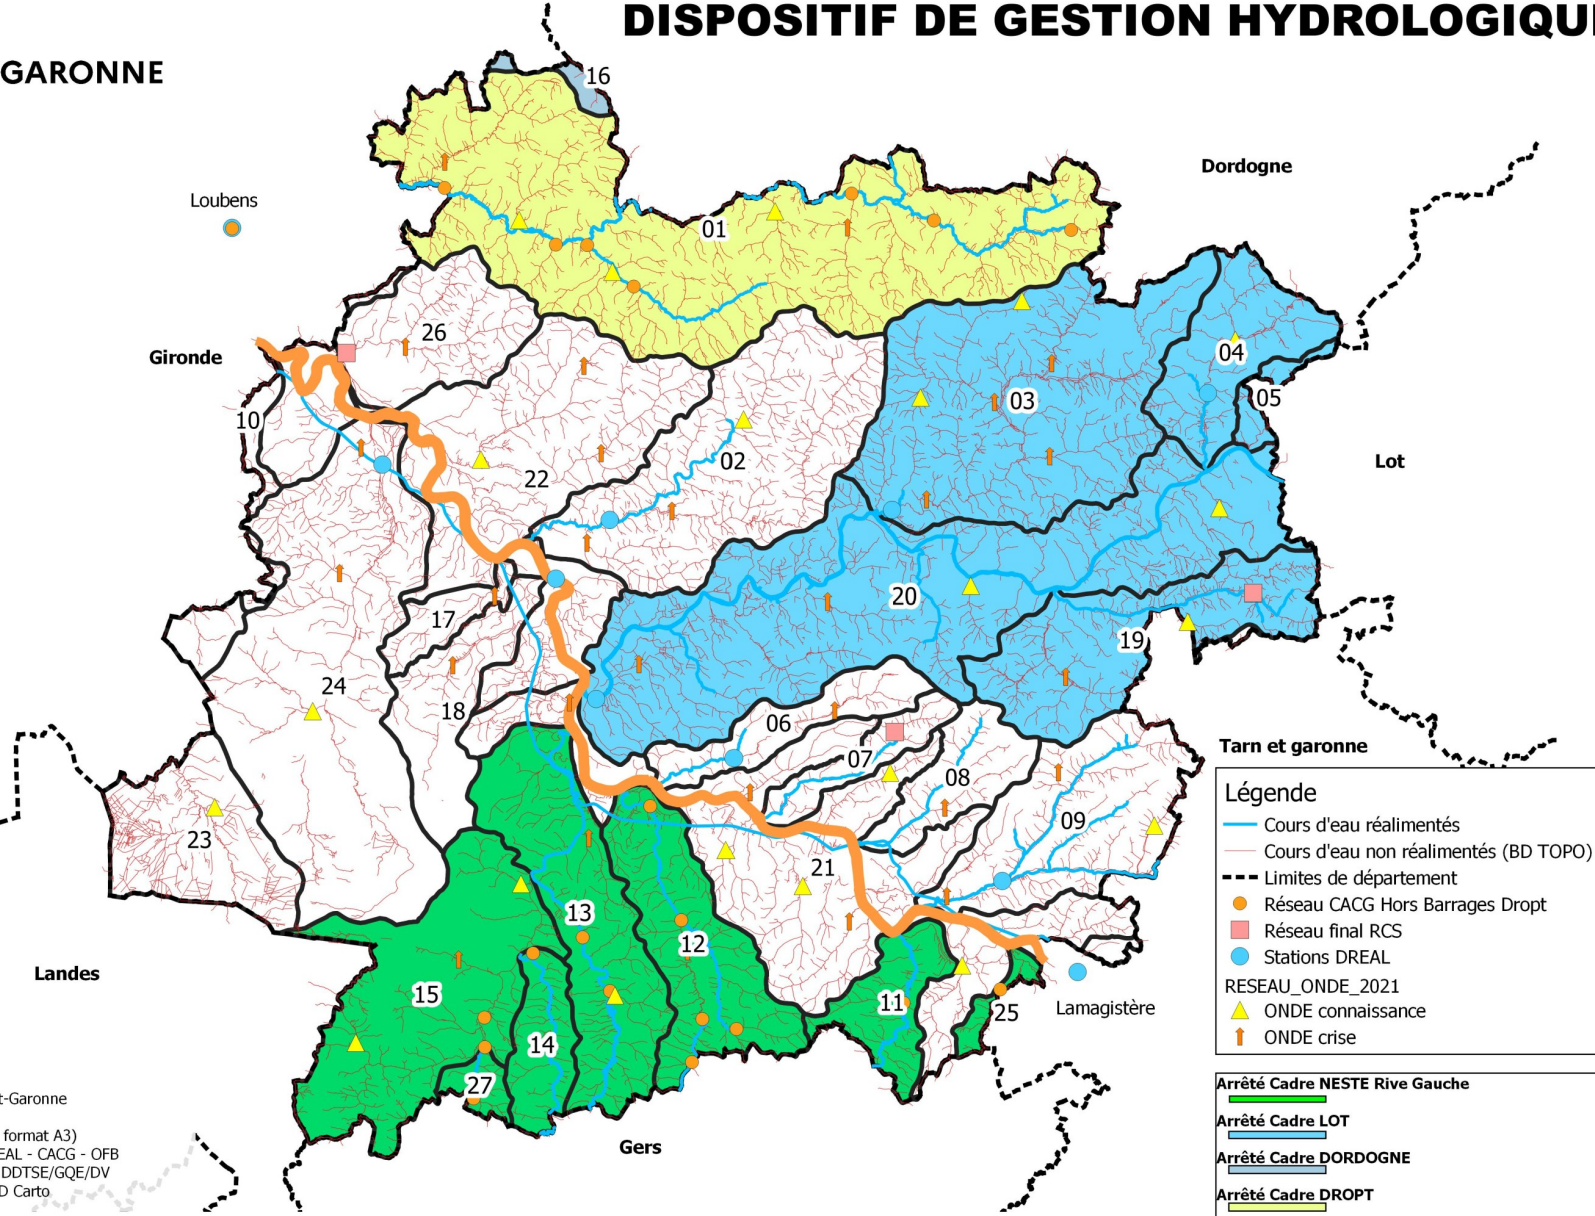 DISPOSITIF DE GESTION HYDROLOGIQU
GARONNE
16
Dordogne
Loubens
01
26
Gironde
04
05
03
10
Lot
02
22
20
17
19
24
18
06
Tarn et garonne
07
08
09
23
21
13
12
Landes
15
11
25
Lamagistère
14
27
Gers
Légende
Cours d'eau réalimentés
Cours d'eau non réalimentés (BD TOPO)
Limites de département
Réseau CACG Hors Barrages Dropt
Réseau final RCS
Stations DREAL
RESEAU_ONDE_2021
ONDE connaissance
ONDE crise
Arrêté Cadre NESTE Rive Gauche
Arrêté Cadre LOT
Arrêté Cadre DORDOGNE
Arrêté Cadre DROPT
t-Garonne
format A3)
EAL - CACG - OFB
DDTSE/GQE/DV
D Carto